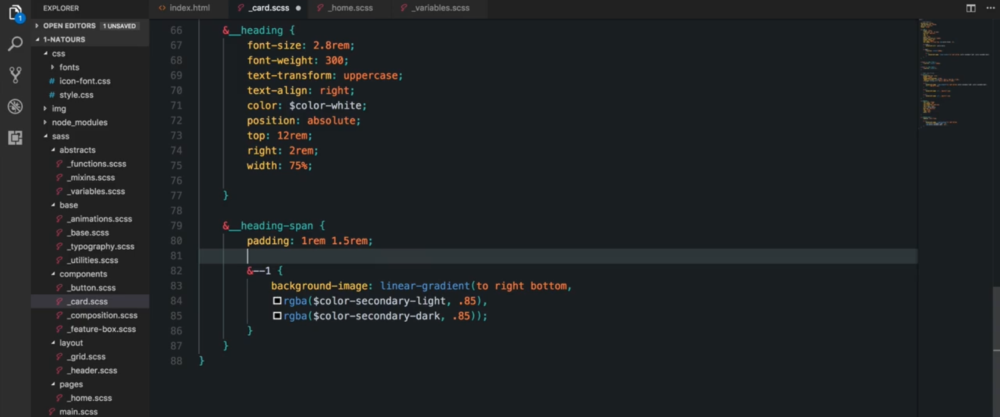 EXPLORER
OPEN EDITORS 1 UNSAVED
1-NATOURS
css
fonts
# icon-font.css
# style.css
img
node_modules
sass
abstracts
_functions.scss
_mixins.scss
_variables.scss
base
_animations.scss
_base.scss
_typography.scss
_utilities.scss
components
_button.scss
_card.scss
_composition.scss
_feature-box.scss
layout
_grid.scss
_header.scss
pages
_home.scss
main.scss
1
<> index.html _card.scss ● _home.scss _variables.scss ...
66 &__heading {
67 font-size: 2.8rem;
68 font-weight: 300;
69 text-transform: uppercase;
70 text-align: right;
71 color: $color-white;
72 position: absolute;
73 top: 12rem;
74 right: 2rem;
75 width: 75%;
76
77 }
78
79 &__heading-span {
80 padding: 1rem 1.5rem;
81
82 &--1 {
83 background-image: linear-gradient(to right bottom,
84 rgba($color-secondary-light, .85),
85 rgba($color-secondary-dark, .85));
86 }
87 }
88 }